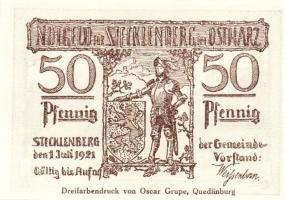 NOTGELD von STECKLENBERG im OSTHARZ
50 50
Pfennig Pfennig
STECKLENBERG
den 1 Juli 1921
Gültig bis Aufruf
der Gemeinde-
Vorstand:
Dreifarbendruck von Oscar Grupe, Quedlinburg